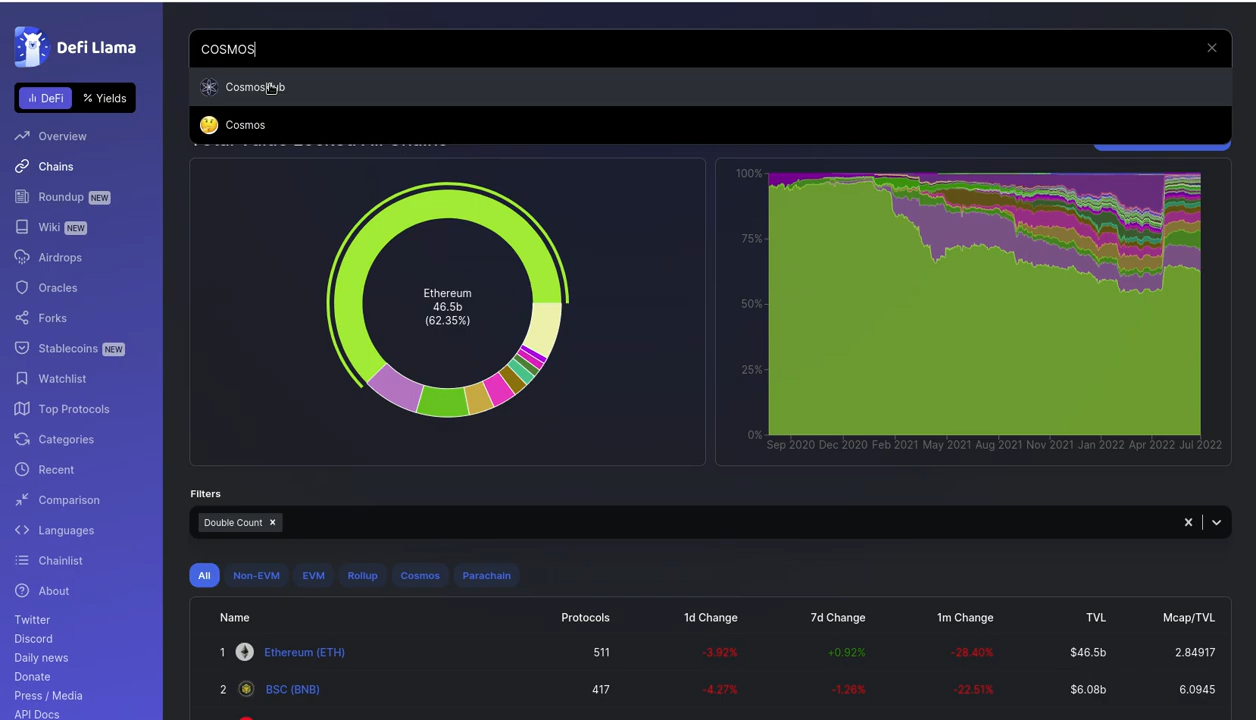 Defi Llama
DeFi
% Yields
Overview
Chains
Roundup NEW
Wiki NEW
Airdrops
Oracles
Forks
Stablecoins NEW
Watchlist
Top Protocols
Categories
Recent
Comparison
Languages
Chainlist
About
Twitter
Discord
Daily news
Donate
Press / Media
API Docs
COSMOS
Cosmos
Ethereum
46.5b
(62.35%)
100%
75%
50%
25%
0%
Sep 2020 Dec 2020 Feb 2021 May 2021 Aug 2021 Nov 2021 Jan 2022 Apr 2022 Jul 2022
Filters
Double Count
All Non-EVM EVM Rollup Cosmos Parachain
Name Protocols 1d Change 7d Change 1m Change TVL Mcap/TVL
1 Ethereum (ETH) 511 -3.92% +0.92% -28.40% $46.5b 2.84917
2 BSC (BNB) 417 -4.27% -1.26% -22.51% $6.08b 6.0945